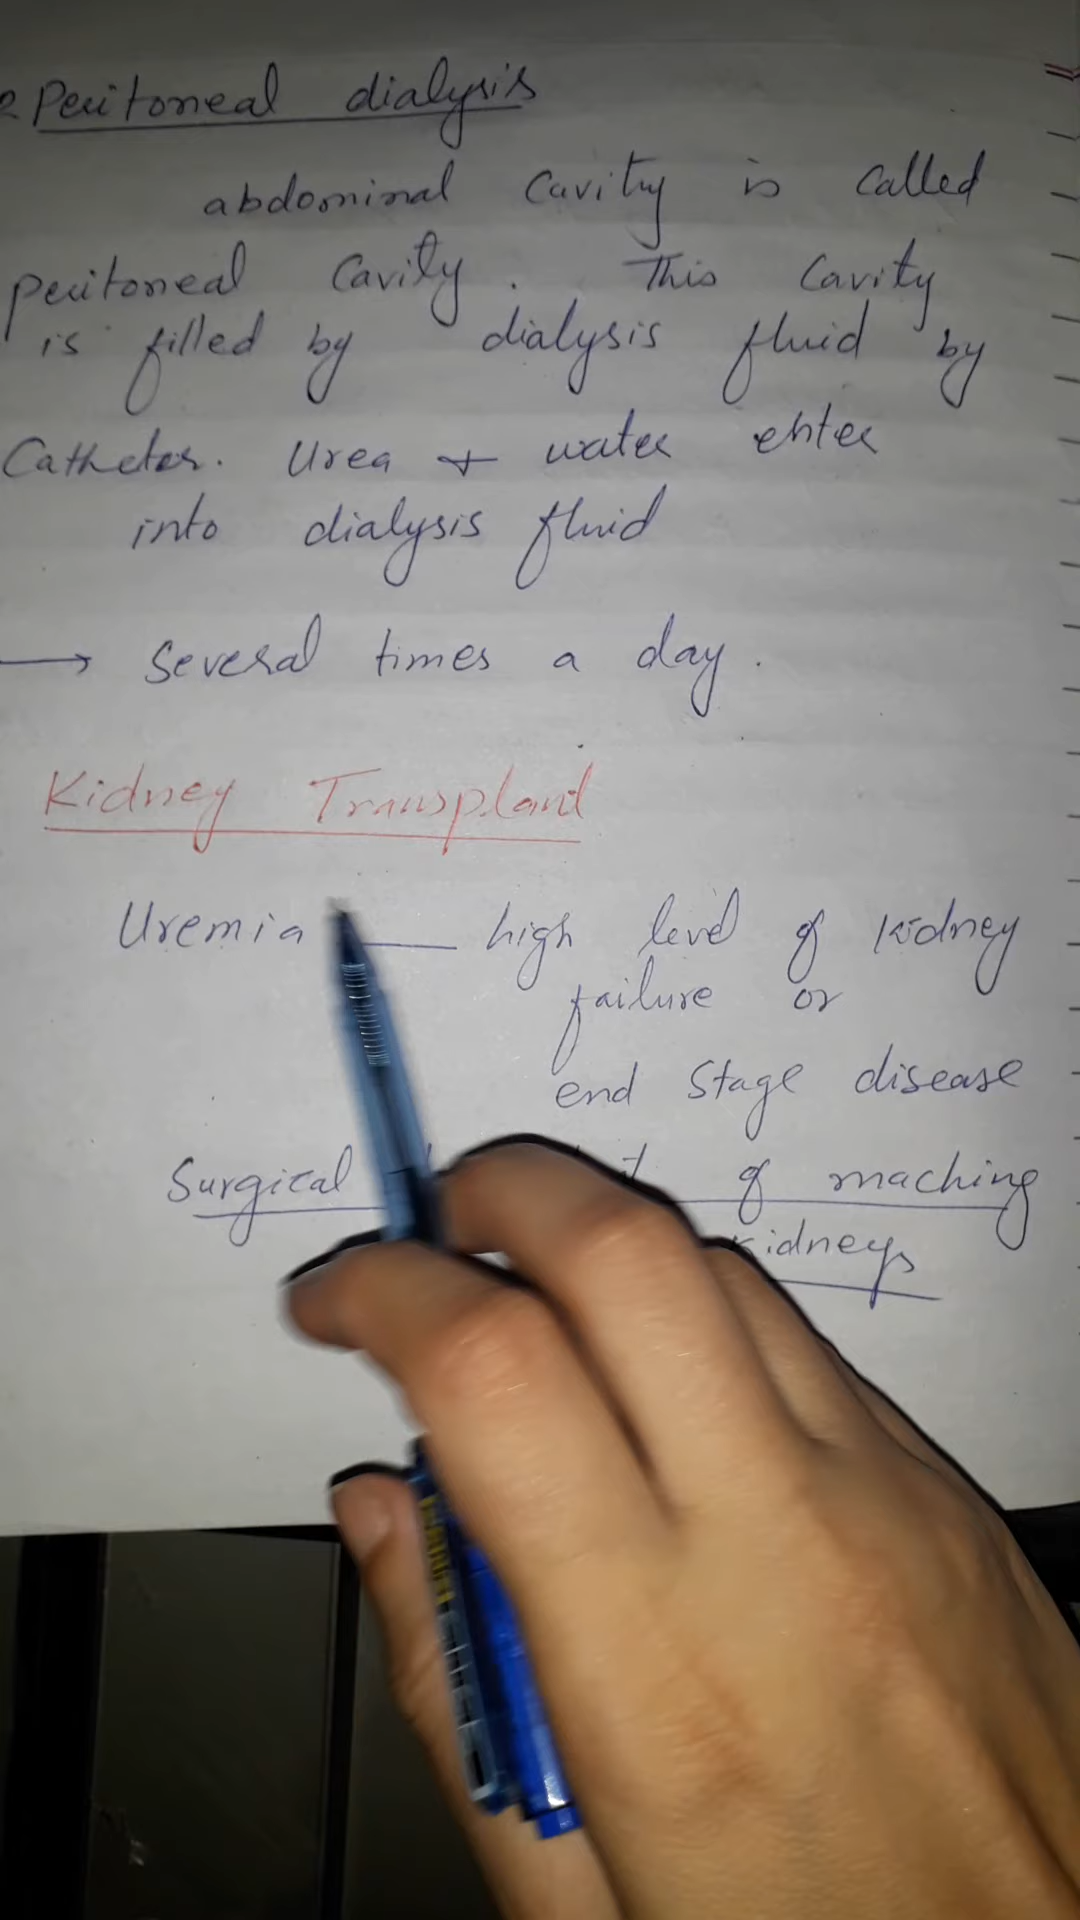 Peritoneal dialysis
abdominal cavity is called
peritoneal Cavity. This Cavity
is filled by dialysis fluid by
Catheter. Urea + water enter
into dialysis fluid
→ Several times a day.
Kidney Transplant
Uremia — high level of kidney
failure or
end stage disease
Surgical of maching
kidneys